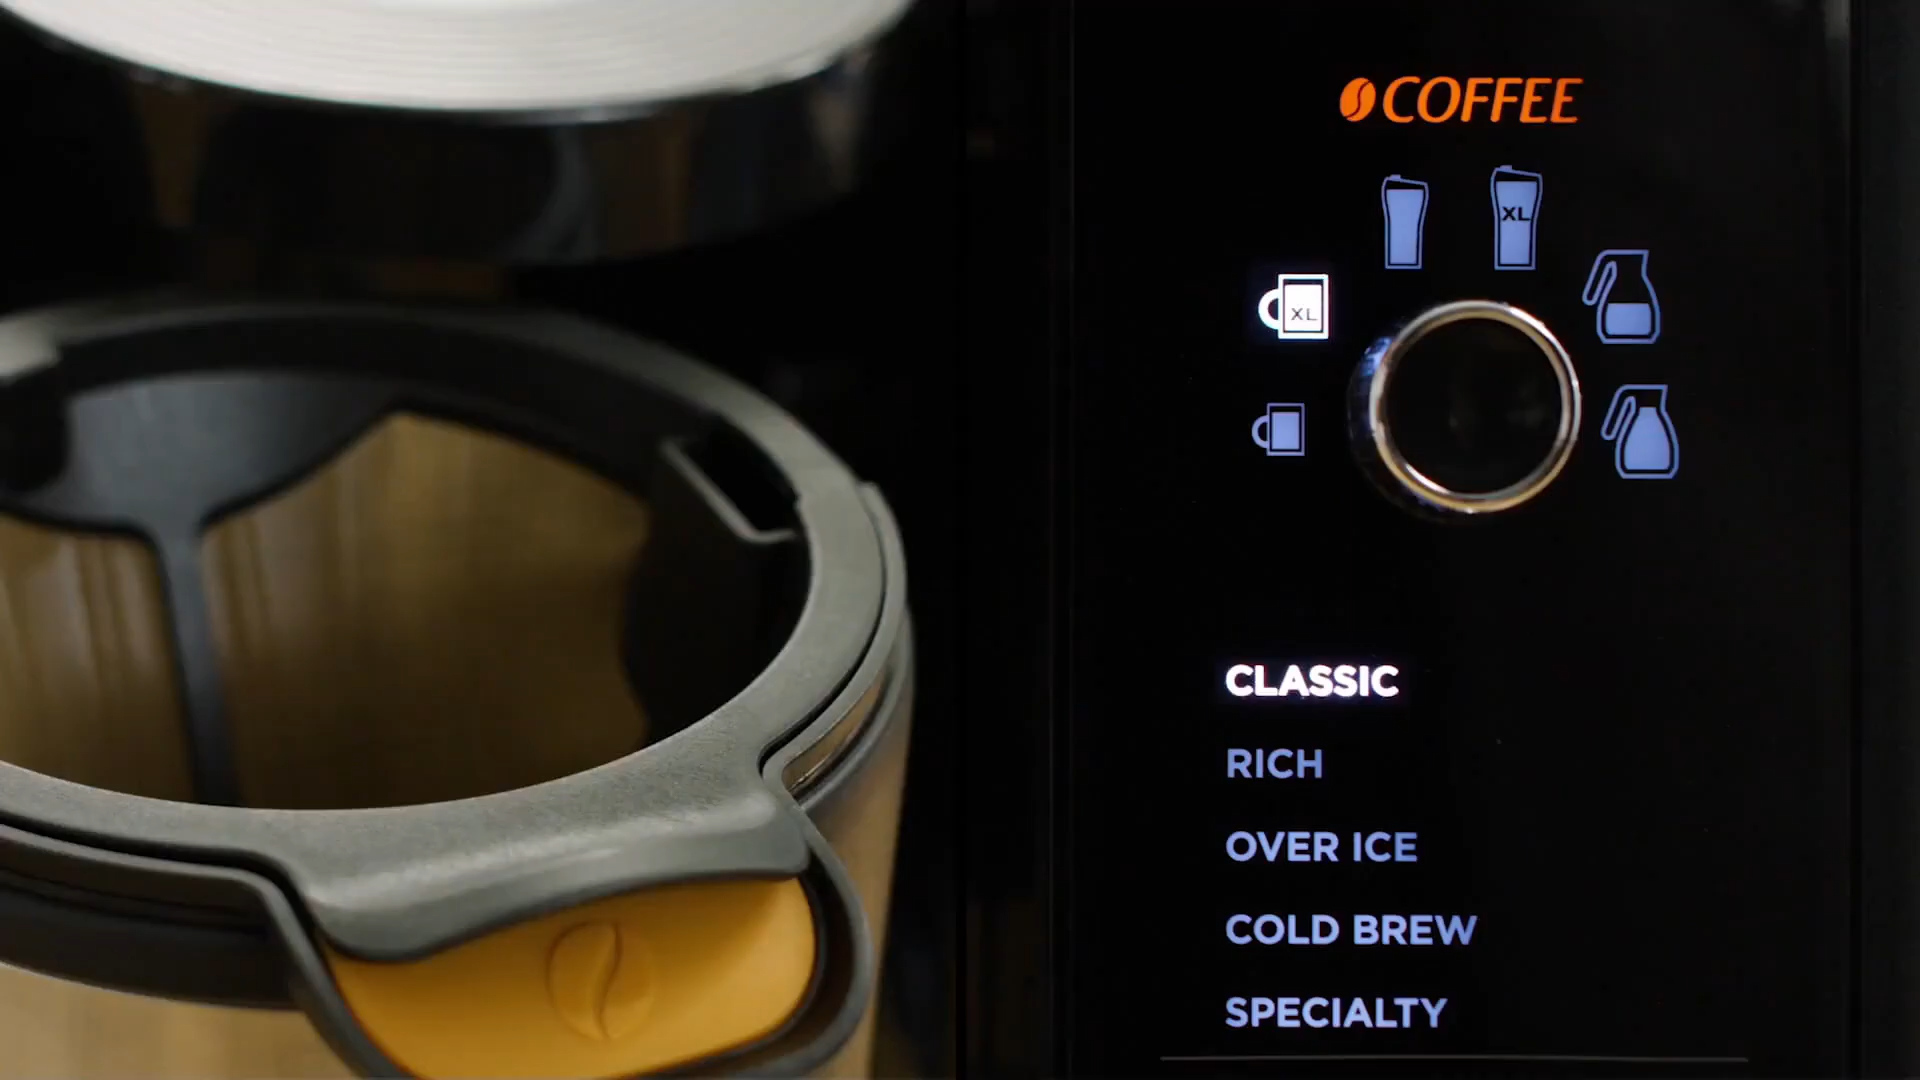 COFFEE
XL
XL
CLASSIC
RICH
OVER ICE
COLD BREW
SPECIALTY